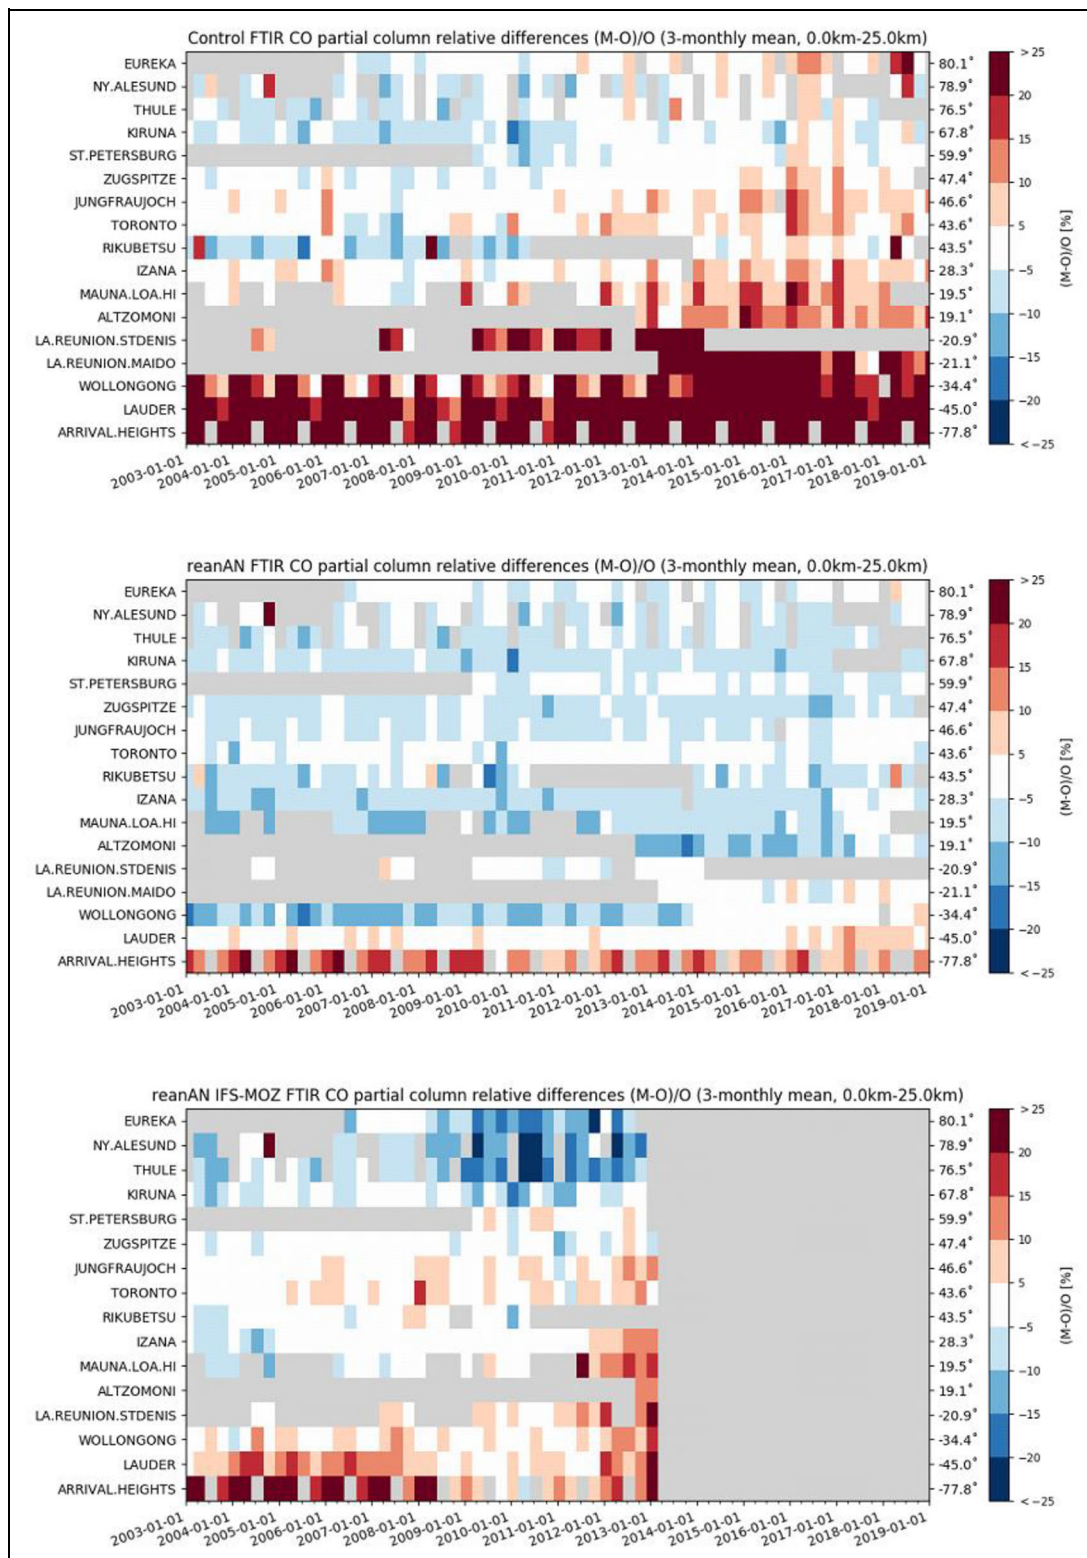 Control FTIR CO partial column relative differences (M-O)/O (3-monthly mean, 0.0km-25.0km)
EUREKA 80.1° > 25
NY.ALESUND 78.9° 20
THULE 76.5°
KIRUNA 67.8° 15
ST.PETERSBURG 59.9°
ZUGSPITZE 47.4° 10
JUNGFRAUJOCH 46.6° 5
TORONTO 43.6°
RIKUBETSU 43.5° (M-O)/O [%]
IZANA 28.3° −5
MAUNA.LOA.HI 19.5° −10
ALTZOMONI 19.1°
LA.REUNION.STDENIS -20.9° −15
LA.REUNION.MAIDO -21.1°
WOLLONGONG -34.4°
LAUDER -45.0° −20
ARRIVAL.HEIGHTS -77.8° < −25
2003-01-01 2004-01-01 2005-01-01 2006-01-01 2007-01-01 2008-01-01 2009-01-01 2010-01-01 2011-01-01 2012-01-01 2013-01-01 2014-01-01 2015-01-01 2016-01-01 2017-01-01 2018-01-01 2019-01-01
reanAN FTIR CO partial column relative differences (M-O)/O (3-monthly mean, 0.0km-25.0km)
EUREKA 80.1° > 25
NY.ALESUND 78.9° 20
THULE 76.5°
KIRUNA 67.8° 15
ST.PETERSBURG 59.9°
ZUGSPITZE 47.4° 10
JUNGFRAUJOCH 46.6°
TORONTO 43.6° 5
RIKUBETSU 43.5° (M-O)/O [%]
IZANA 28.3° −5
MAUNA.LOA.HI 19.5°
ALTZOMONI 19.1° −10
LA.REUNION.STDENIS -20.9°
LA.REUNION.MAIDO -21.1° −15
WOLLONGONG -34.4°
LAUDER -45.0° −20
ARRIVAL.HEIGHTS -77.8° < −25
2003-01-01 2004-01-01 2005-01-01 2006-01-01 2007-01-01 2008-01-01 2009-01-01 2010-01-01 2011-01-01 2012-01-01 2013-01-01 2014-01-01 2015-01-01 2016-01-01 2017-01-01 2018-01-01 2019-01-01
reanAN IFS-MOZ FTIR CO partial column relative differences (M-O)/O (3-monthly mean, 0.0km-25.0km)
EUREKA 80.1° > 25
NY.ALESUND 78.9° 20
THULE 76.5°
KIRUNA 67.8° 15
ST.PETERSBURG 59.9°
ZUGSPITZE 47.4° 10
JUNGFRAUJOCH 46.6°
TORONTO 43.6° 5
RIKUBETSU 43.5° (M-O)/O [%]
IZANA 28.3° −5
MAUNA.LOA.HI 19.5°
ALTZOMONI 19.1° −10
LA.REUNION.STDENIS -20.9° −15
WOLLONGONG -34.4°
LAUDER -45.0° −20
ARRIVAL.HEIGHTS -77.8° < −25
2003-01-01 2004-01-01 2005-01-01 2006-01-01 2007-01-01 2008-01-01 2009-01-01 2010-01-01 2011-01-01 2012-01-01 2013-01-01 2014-01-01 2015-01-01 2016-01-01 2017-01-01 2018-01-01 2019-01-01